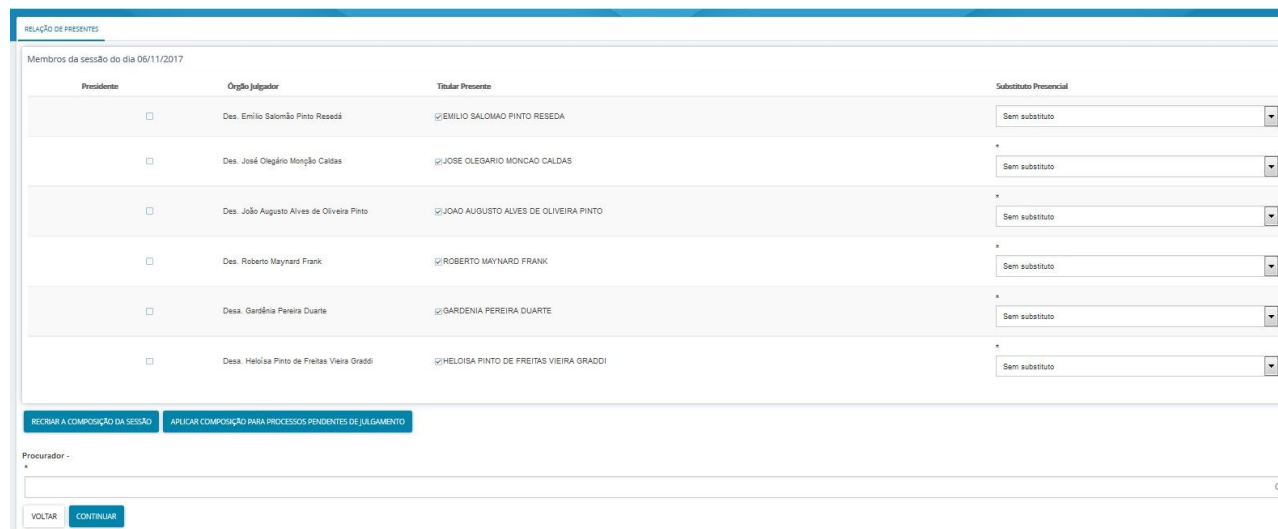 RELAÇÃO DE PRESENTES
Membros da sessão do dia 06/11/2017
Presidente Órgão Julgador Titular Presente Substituto Presencial
Des. Emílio Salomão Pinto Resedá EMILIO SALOMAO PINTO RESEDA Sem substituto
*
Des. José Olegário Monção Caldas JOSE OLEGARIO MONCAO CALDAS Sem substituto
*
Des. João Augusto Alves de Oliveira Pinto JOAO AUGUSTO ALVES DE OLIVEIRA PINTO Sem substituto
*
Des. Roberto Maynard Frank ROBERTO MAYNARD FRANK Sem substituto
*
Desa. Gardênia Pereira Duarte GARDENIA PEREIRA DUARTE Sem substituto
*
Desa. Heloísa Pinto de Freitas Vieira Graddi HELOISA PINTO DE FREITAS VIEIRA GRADDI Sem substituto
RECRIAR A COMPOSIÇÃO DA SESSÃO APLICAR COMPOSIÇÃO PARA PROCESSOS PENDENTES DE JULGAMENTO
Procurador -
*
VOLTAR CONTINUAR